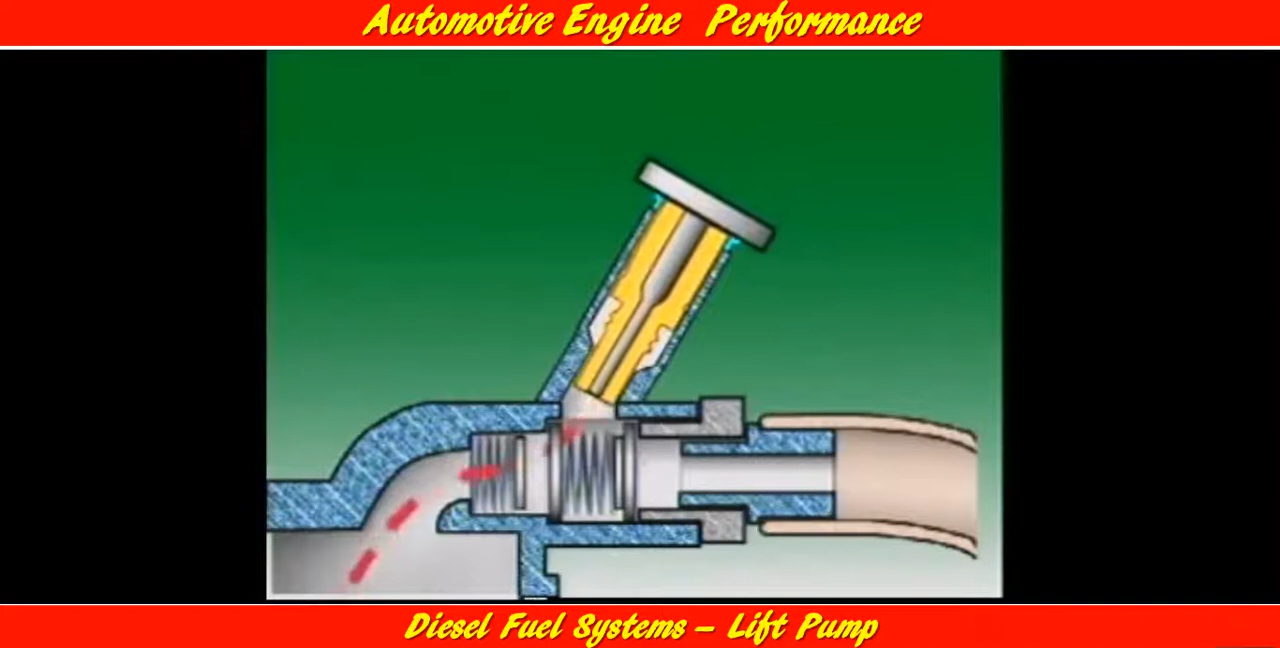 Automotive Engine Performance
Diesel Fuel Systems – Lift Pump